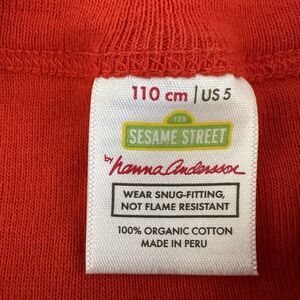 110 cm | US 5
123
SESAME STREET
by hanna Andersson
WEAR SNUG-FITTING,
NOT FLAME RESISTANT
100% ORGANIC COTTON
MADE IN PERU